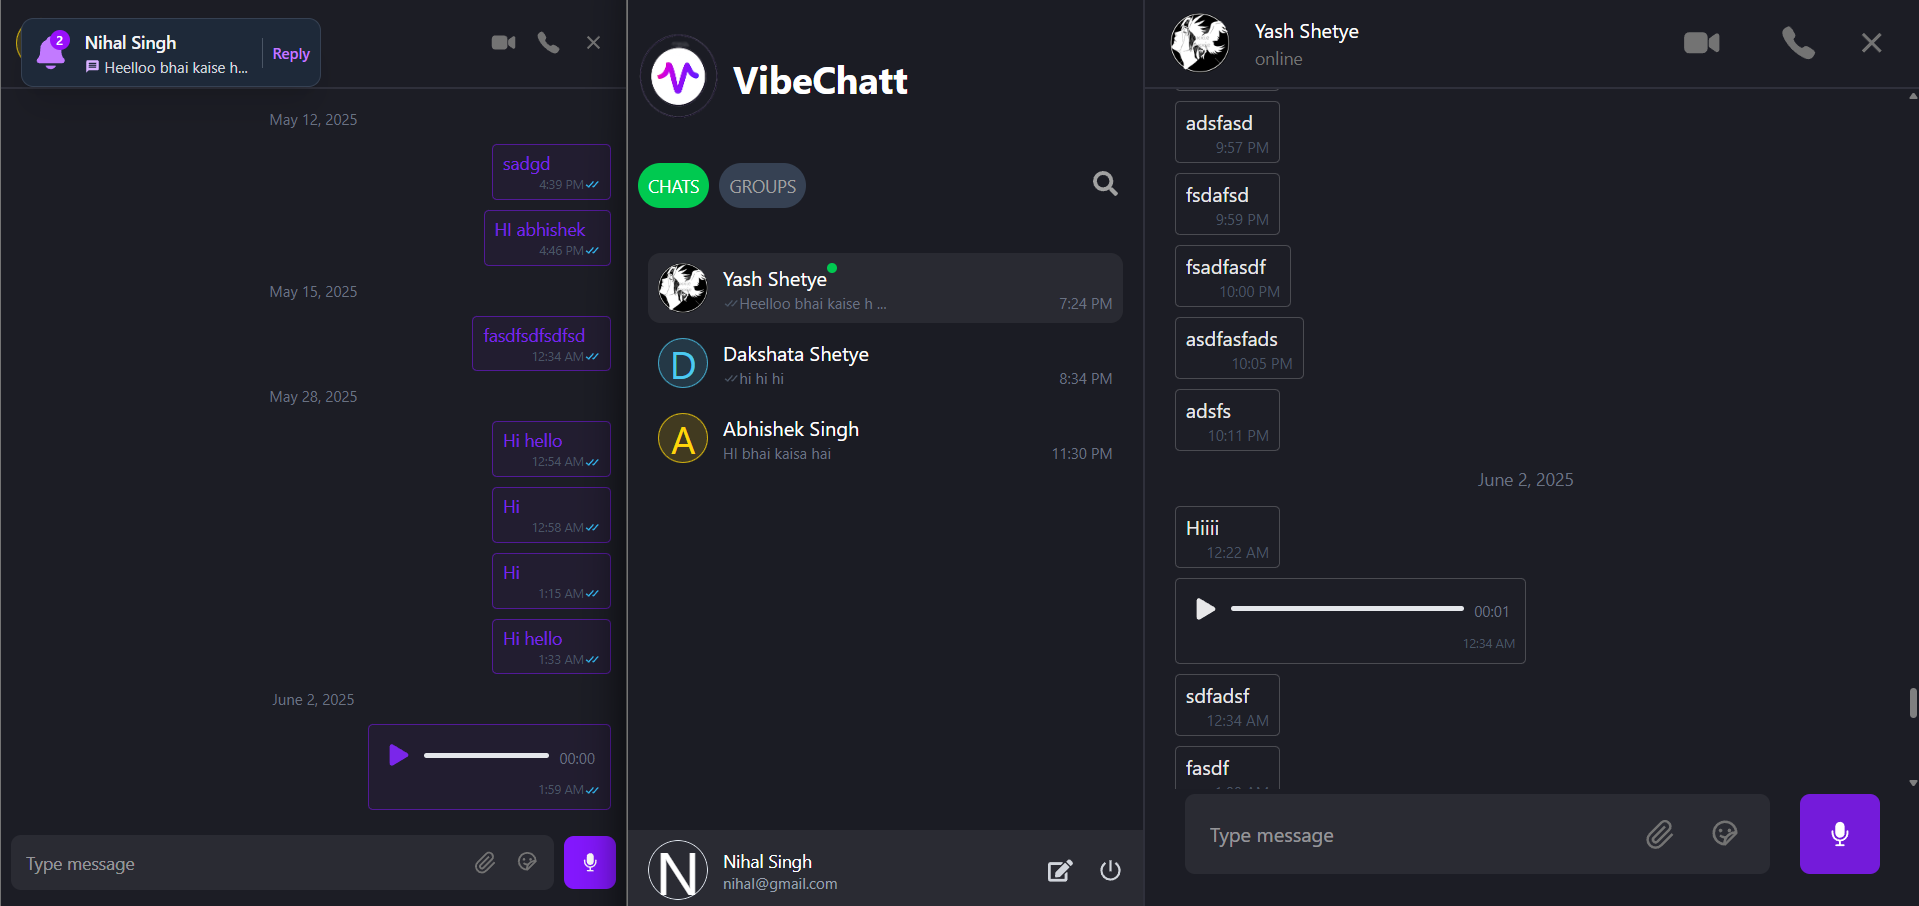 2
Nihal Singh
Heelloo bhai kaise h...
Reply
May 12, 2025
sadgd
4:39 PM
HI abhishek
4:46 PM
May 15, 2025
fasdfsdfsdfsd
12:34 AM
May 28, 2025
Hi hello
12:54 AM
Hi
12:58 AM
Hi
1:15 AM
Hi hello
1:33 AM
June 2, 2025
00:00
1:59 AM
Type message
VibeChatt
CHATS
GROUPS
Yash Shetye
Heelloo bhai kaise h ...
7:24 PM
D
Dakshata Shetye
hi hi hi
8:34 PM
A
Abhishek Singh
HI bhai kaisa hai
11:30 PM
N
Nihal Singh
nihal@gmail.com
Yash Shetye
online
adsfasd
9:57 PM
fsdafsd
9:59 PM
fsadfasdf
10:00 PM
asdfasfads
10:05 PM
adsfs
10:11 PM
June 2, 2025
Hiiii
12:22 AM
00:01
12:34 AM
sdfadsf
12:34 AM
fasdf
Type message